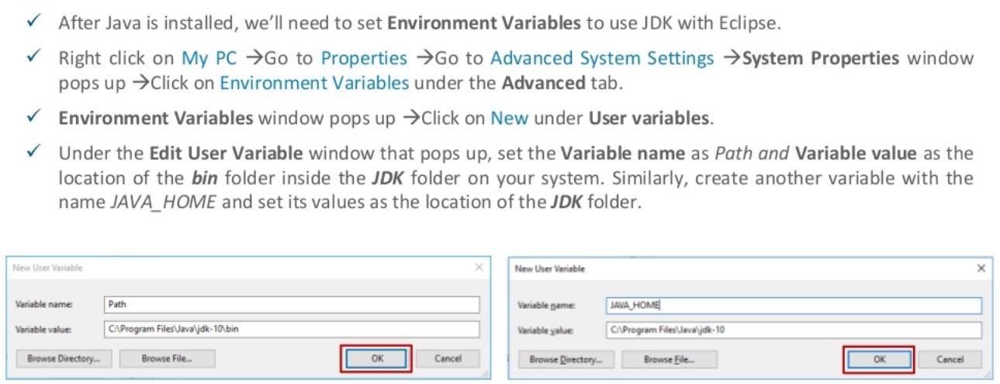 ✓ After Java is installed, we’ll need to set Environment Variables to use JDK with Eclipse.
✓ Right click on My PC →Go to Properties →Go to Advanced System Settings →System Properties window
pops up →Click on Environment Variables under the Advanced tab.
✓ Environment Variables window pops up →Click on New under User variables.
✓ Under the Edit User Variable window that pops up, set the Variable name as Path and Variable value as the
location of the bin folder inside the JDK folder on your system. Similarly, create another variable with the
name JAVA_HOME and set its values as the location of the JDK folder.
New User Variable
Variable name: Path
Variable value: C:\Program Files\Java\jdk-10\bin
Browse Directory... Browse File... OK Cancel
New User Variable
Variable name: JAVA_HOME
Variable value: C:\Program Files\Java\jdk-10
Browse Directory... Browse File... OK Cancel